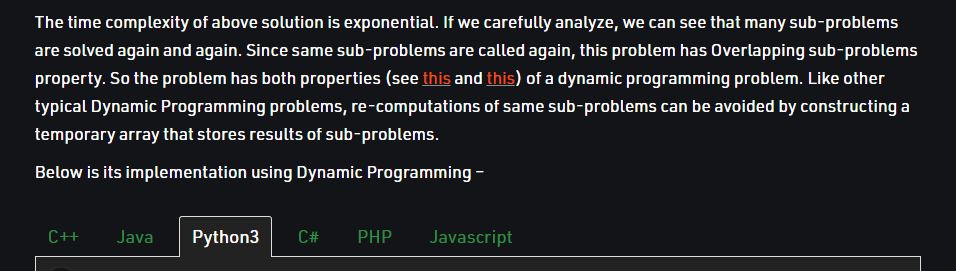 The time complexity of above solution is exponential. If we carefully analyze, we can see that many sub-problems
are solved again and again. Since same sub-problems are called again, this problem has Overlapping sub-problems
property. So the problem has both properties (see this and this) of a dynamic programming problem. Like other
typical Dynamic Programming problems, re-computations of same sub-problems can be avoided by constructing a
temporary array that stores results of sub-problems.
Below is its implementation using Dynamic Programming –
C++ Java Python3 C# PHP Javascript